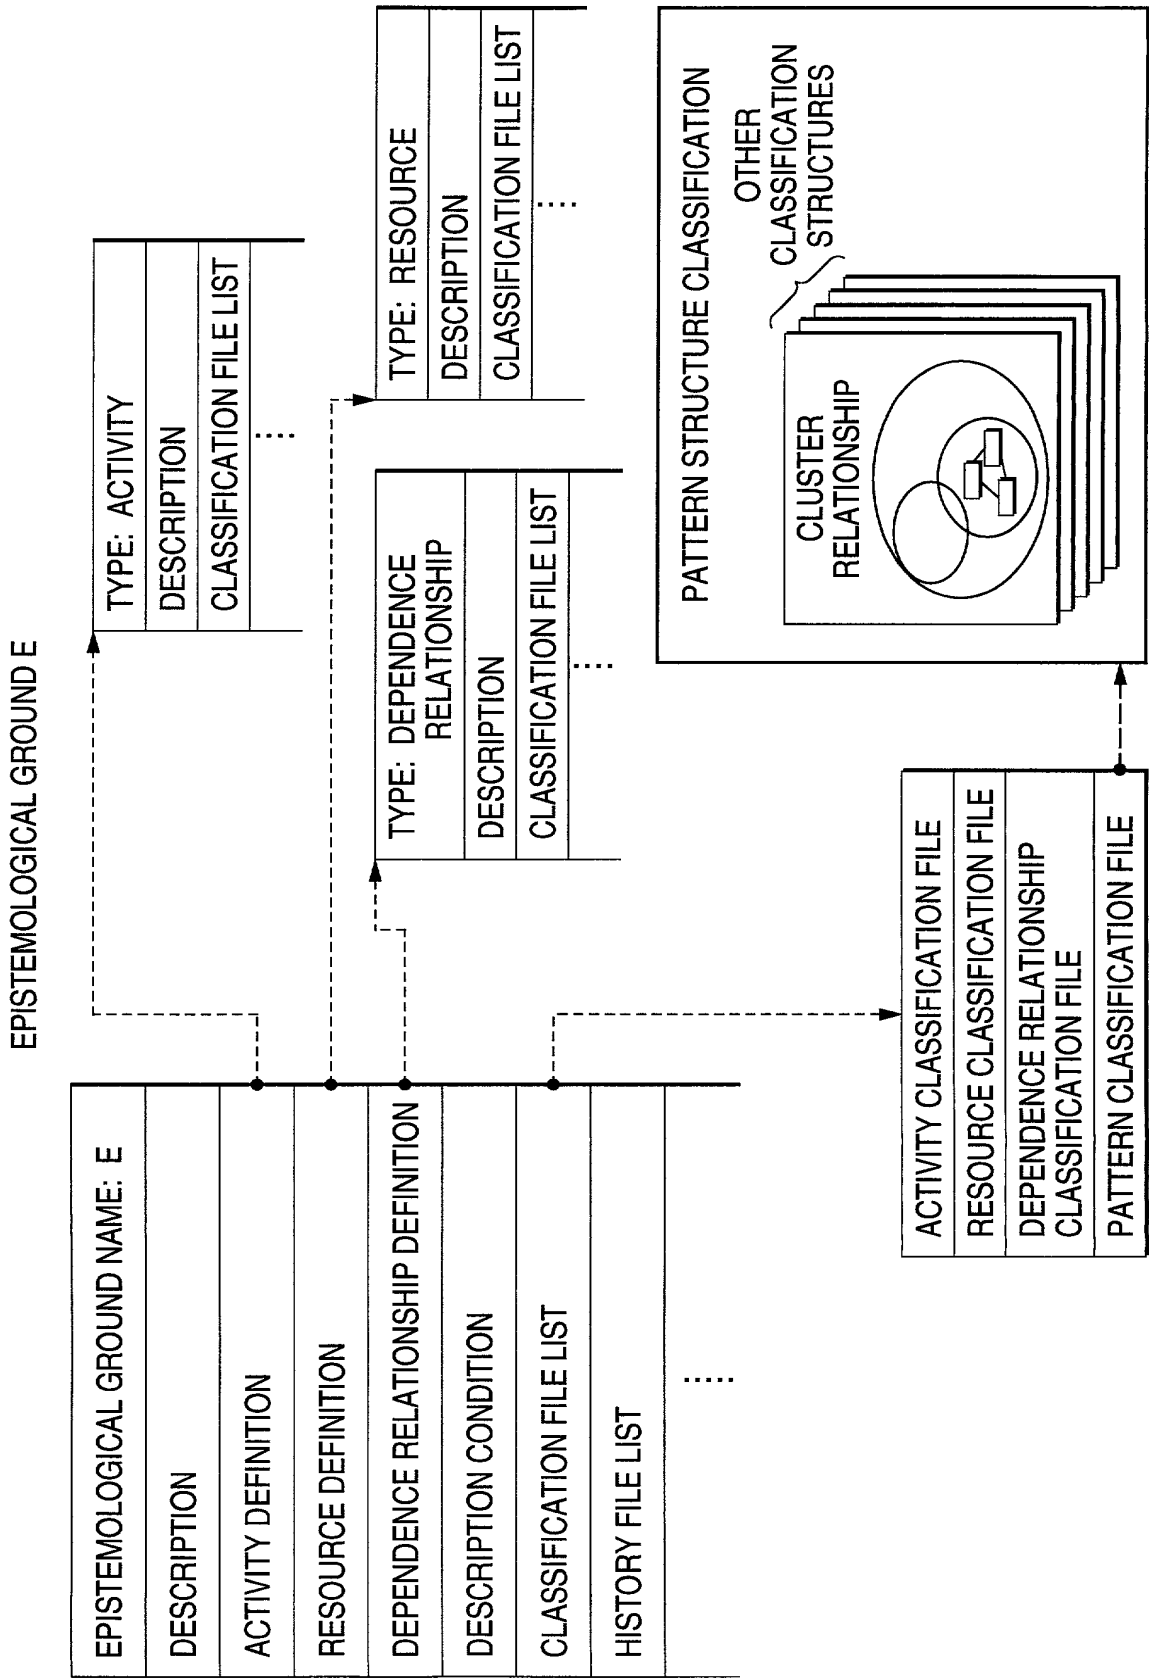 EPISTEMOLOGICAL GROUND E
EPISTEMOLOGICAL GROUND NAME: E
DESCRIPTION
ACTIVITY DEFINITION
RESOURCE DEFINITION
DEPENDENCE RELATIONSHIP DEFINITION
DESCRIPTION CONDITION
CLASSIFICATION FILE LIST
HISTORY FILE LIST
.....
TYPE: ACTIVITY
DESCRIPTION
CLASSIFICATION FILE LIST
....
TYPE: DEPENDENCE
RELATIONSHIP
DESCRIPTION
CLASSIFICATION FILE LIST
....
TYPE: RESOURCE
DESCRIPTION
CLASSIFICATION FILE LIST
....
ACTIVITY CLASSIFICATION FILE
RESOURCE CLASSIFICATION FILE
DEPENDENCE RELATIONSHIP
CLASSIFICATION FILE
PATTERN CLASSIFICATION FILE
PATTERN STRUCTURE CLASSIFICATION
OTHER
CLASSIFICATION
STRUCTURES
CLUSTER
RELATIONSHIP